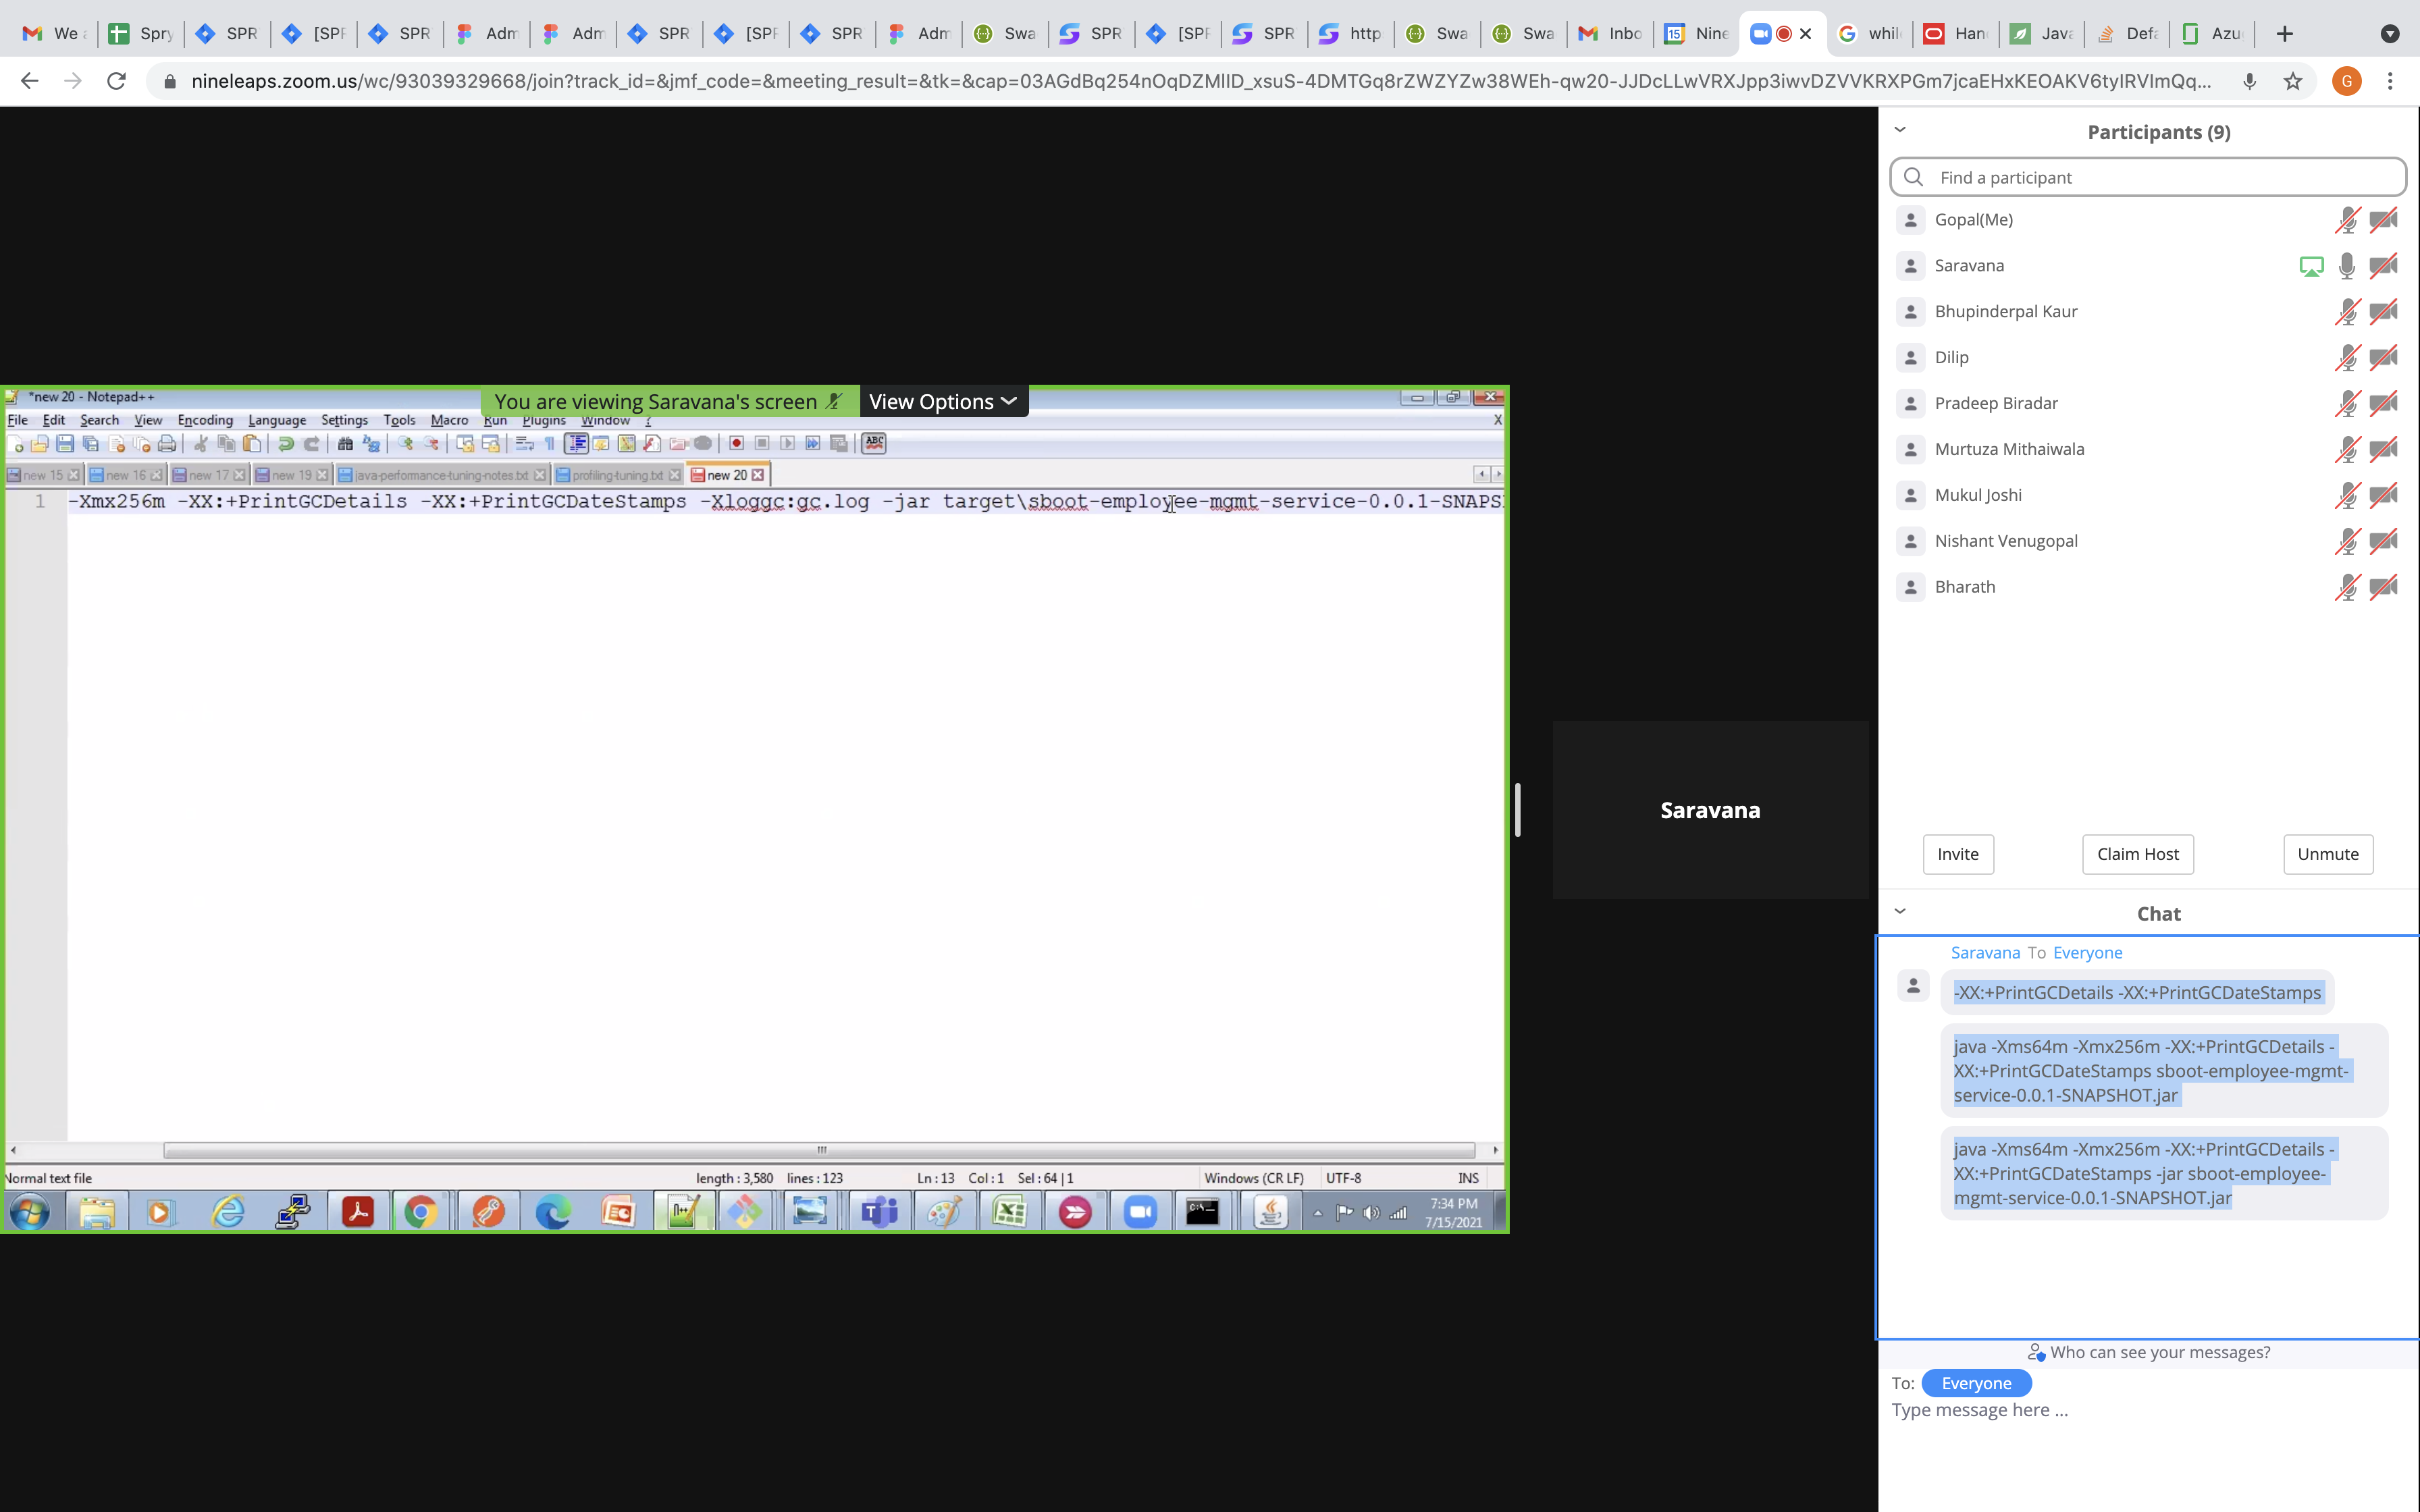 We
Spry
SPR
[SPF
SPR
Adm
Adm
SPR
[SPF
SPR
Adm
Swa
SPR
[SPF
SPR
http
Swa
Swa
Inbo
15
Nine
whil
Han
Java
Defa
Azu
nineleaps.zoom.us/wc/93039329668/join?track_id=&jmf_code=&meeting_result=&tk=&cap=03AGdBq254nOqDZMlID_xsuS-4DMTGq8rZWZYZw38WEh-qw20-JJDcLLwVRXJpp3iwvDZVVKRXPGm7jcaEHxKEOAKV6tyIRVImQq...
G
*new 20 - Notepad++
You are viewing Saravana's screen
View Options
File Edit Search View Encoding Language Settings Tools Macro Run Plugins Window ?
X
ABC
new 15
new 16
new 17
new 19
java-performance-tuning-notes.txt
profiling-tuning.txt
new 20
1 -Xmx256m -XX:+PrintGCDetails -XX:+PrintGCDateStamps -Xloggc:gc.log -jar target\sboot-employee-mgmt-service-0.0.1-SNAPS
Normal text file
length : 3,580 lines : 123
Ln : 13 Col : 1 Sel : 64 | 1
Windows (CR LF)
UTF-8
INS
7:34 PM
7/15/2021
Saravana
Participants (9)
Find a participant
Gopal(Me)
Saravana
Bhupinderpal Kaur
Dilip
Pradeep Biradar
Murtuza Mithaiwala
Mukul Joshi
Nishant Venugopal
Bharath
Invite
Claim Host
Unmute
Chat
Saravana To Everyone
-XX:+PrintGCDetails -XX:+PrintGCDateStamps
java -Xms64m -Xmx256m -XX:+PrintGCDetails -
XX:+PrintGCDateStamps sboot-employee-mgmt-
service-0.0.1-SNAPSHOT.jar
java -Xms64m -Xmx256m -XX:+PrintGCDetails -
XX:+PrintGCDateStamps -jar sboot-employee-
mgmt-service-0.0.1-SNAPSHOT.jar
Who can see your messages?
To: Everyone
Type message here ...